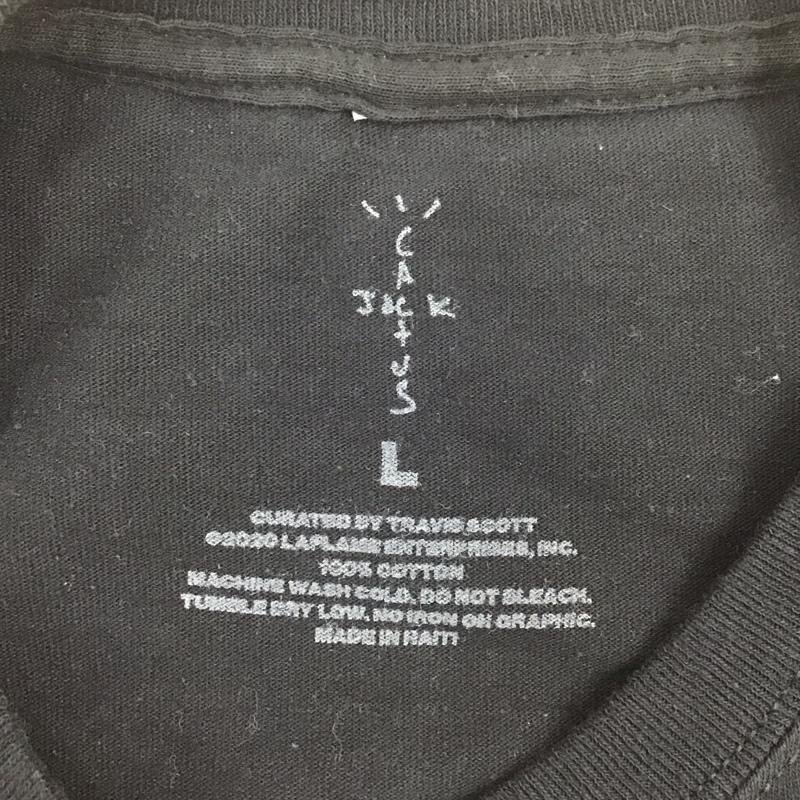 CACTUS
JACK
L
CURATED BY TRAVIS SCOTT
©2020 LAFLAME ENTERPRISES, INC.
100% COTTON
MACHINE WASH COLD. DO NOT BLEACH.
TUMBLE DRY LOW. NO IRON ON GRAPHIC.
MADE IN HAITI